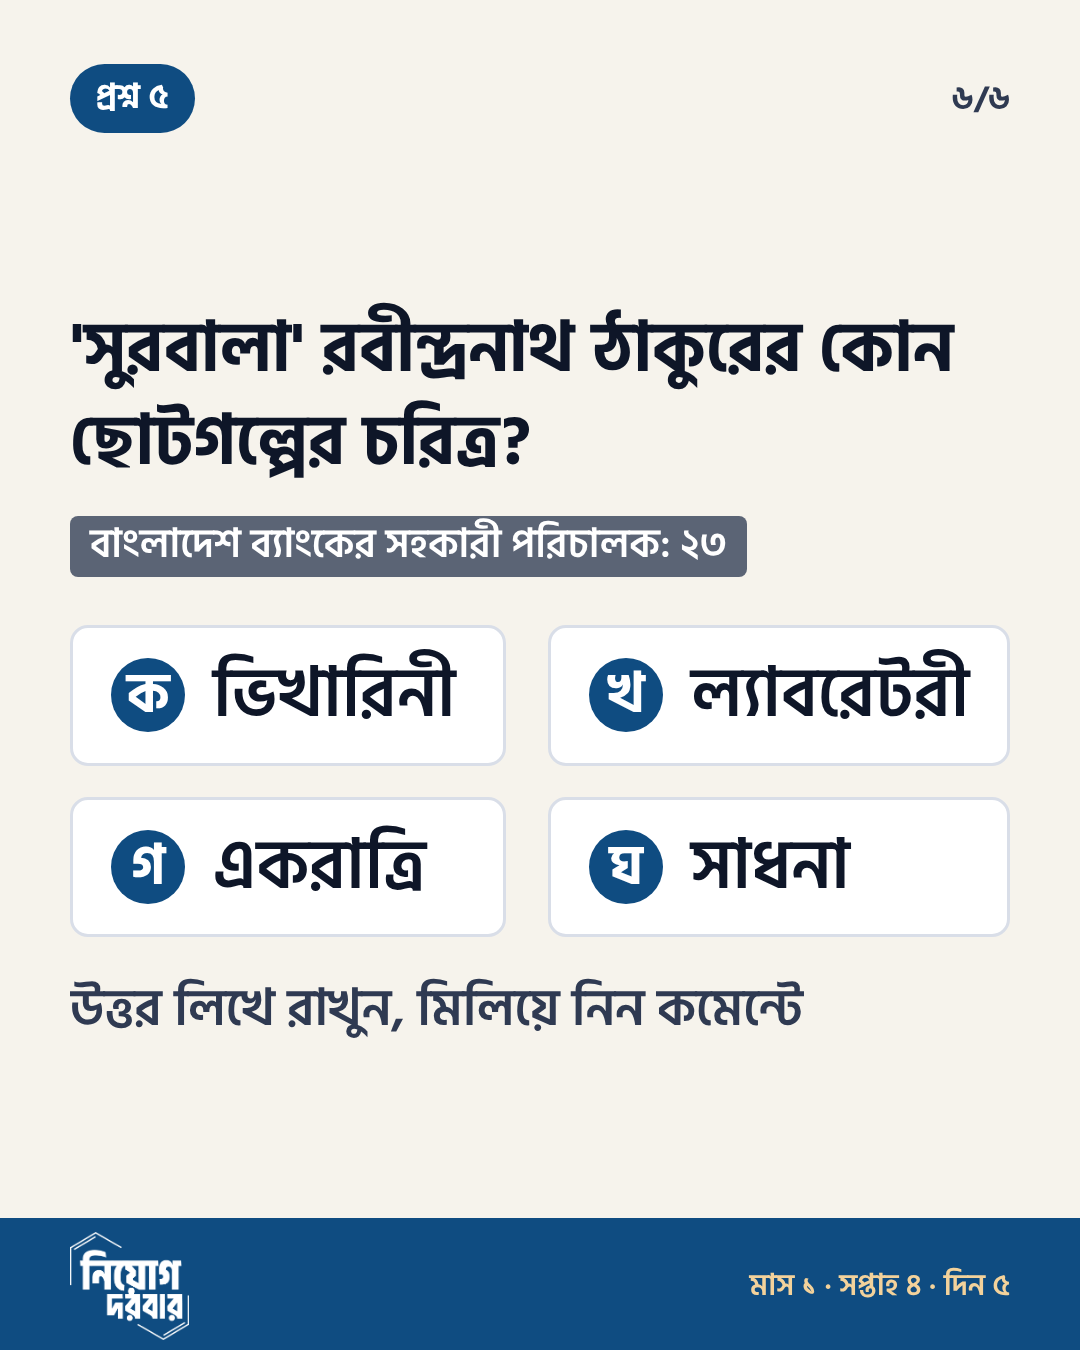 প্রশ্ন ৫
৬/৬
'সুরবালা' রবীন্দ্রনাথ ঠাকুরের কোন
ছোটগল্পের চরিত্র?
বাংলাদেশ ব্যাংকের সহকারী পরিচালক: ২৩
ক ভিখারিনী
খ ল্যাবরেটরী
গ একরাত্রি
ঘ সাধনা
উত্তর লিখে রাখুন, মিলিয়ে নিন কমেন্টে
নিয়োগ
দরবার
মাস ১ · সপ্তাহ ৪ · দিন ৫